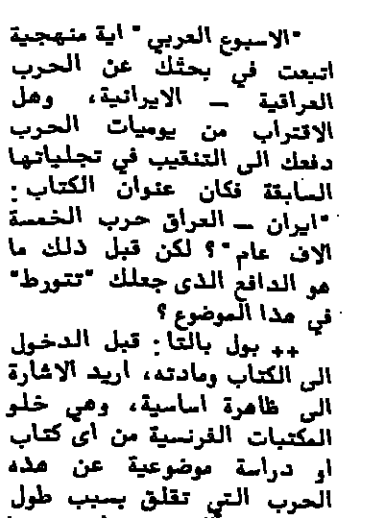 "الاسبوع العربي" اية منهجية
اتبعت في بحثك عن الحرب
العراقية – الايرانية، وهل
الاقتراب من يوميات الحرب
دفعك الى التنقيب في تجلياتها
السابقة فكان عنوان الكتاب:
"ايران – العراق حرب الخمسة
آلاف عام"؟ لكن قبل ذلك ما
هو الدافع الذى جعلك "تتورط"
في هذا الموضوع؟
++ بول بالتا: قبل الدخول
الى الكتاب ومادته، اريد الاشارة
الى ظاهرة اساسية، وهي خلو
المكتبات الفرنسية من اى كتاب
او دراسة موضوعية عن هذه
الحرب التي تقلق بسبب طول